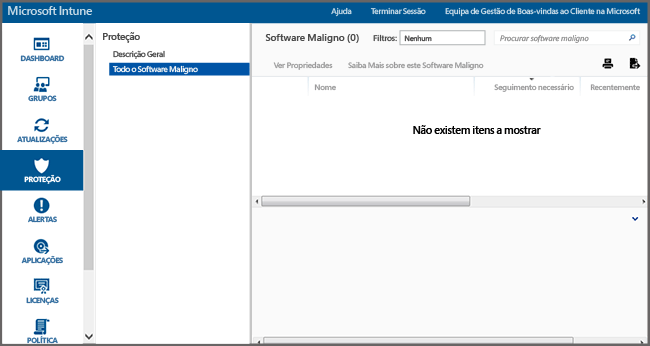 Microsoft Intune
Ajuda
Terminar Sessão
Equipa de Gestão de Boas-vindas ao Cliente na Microsoft
DASHBOARD
GRUPOS
ATUALIZAÇÕES
PROTEÇÃO
ALERTAS
APLICAÇÕES
LICENÇAS
POLÍTICA
Proteção
Descrição Geral
Todo o Software Maligno
Software Maligno (0)
Filtros:
Nenhum
Procurar software maligno
Ver Propriedades
Saiba Mais sobre este Software Maligno
Nome
Seguimento necessário
Recentemente
Não existem itens a mostrar